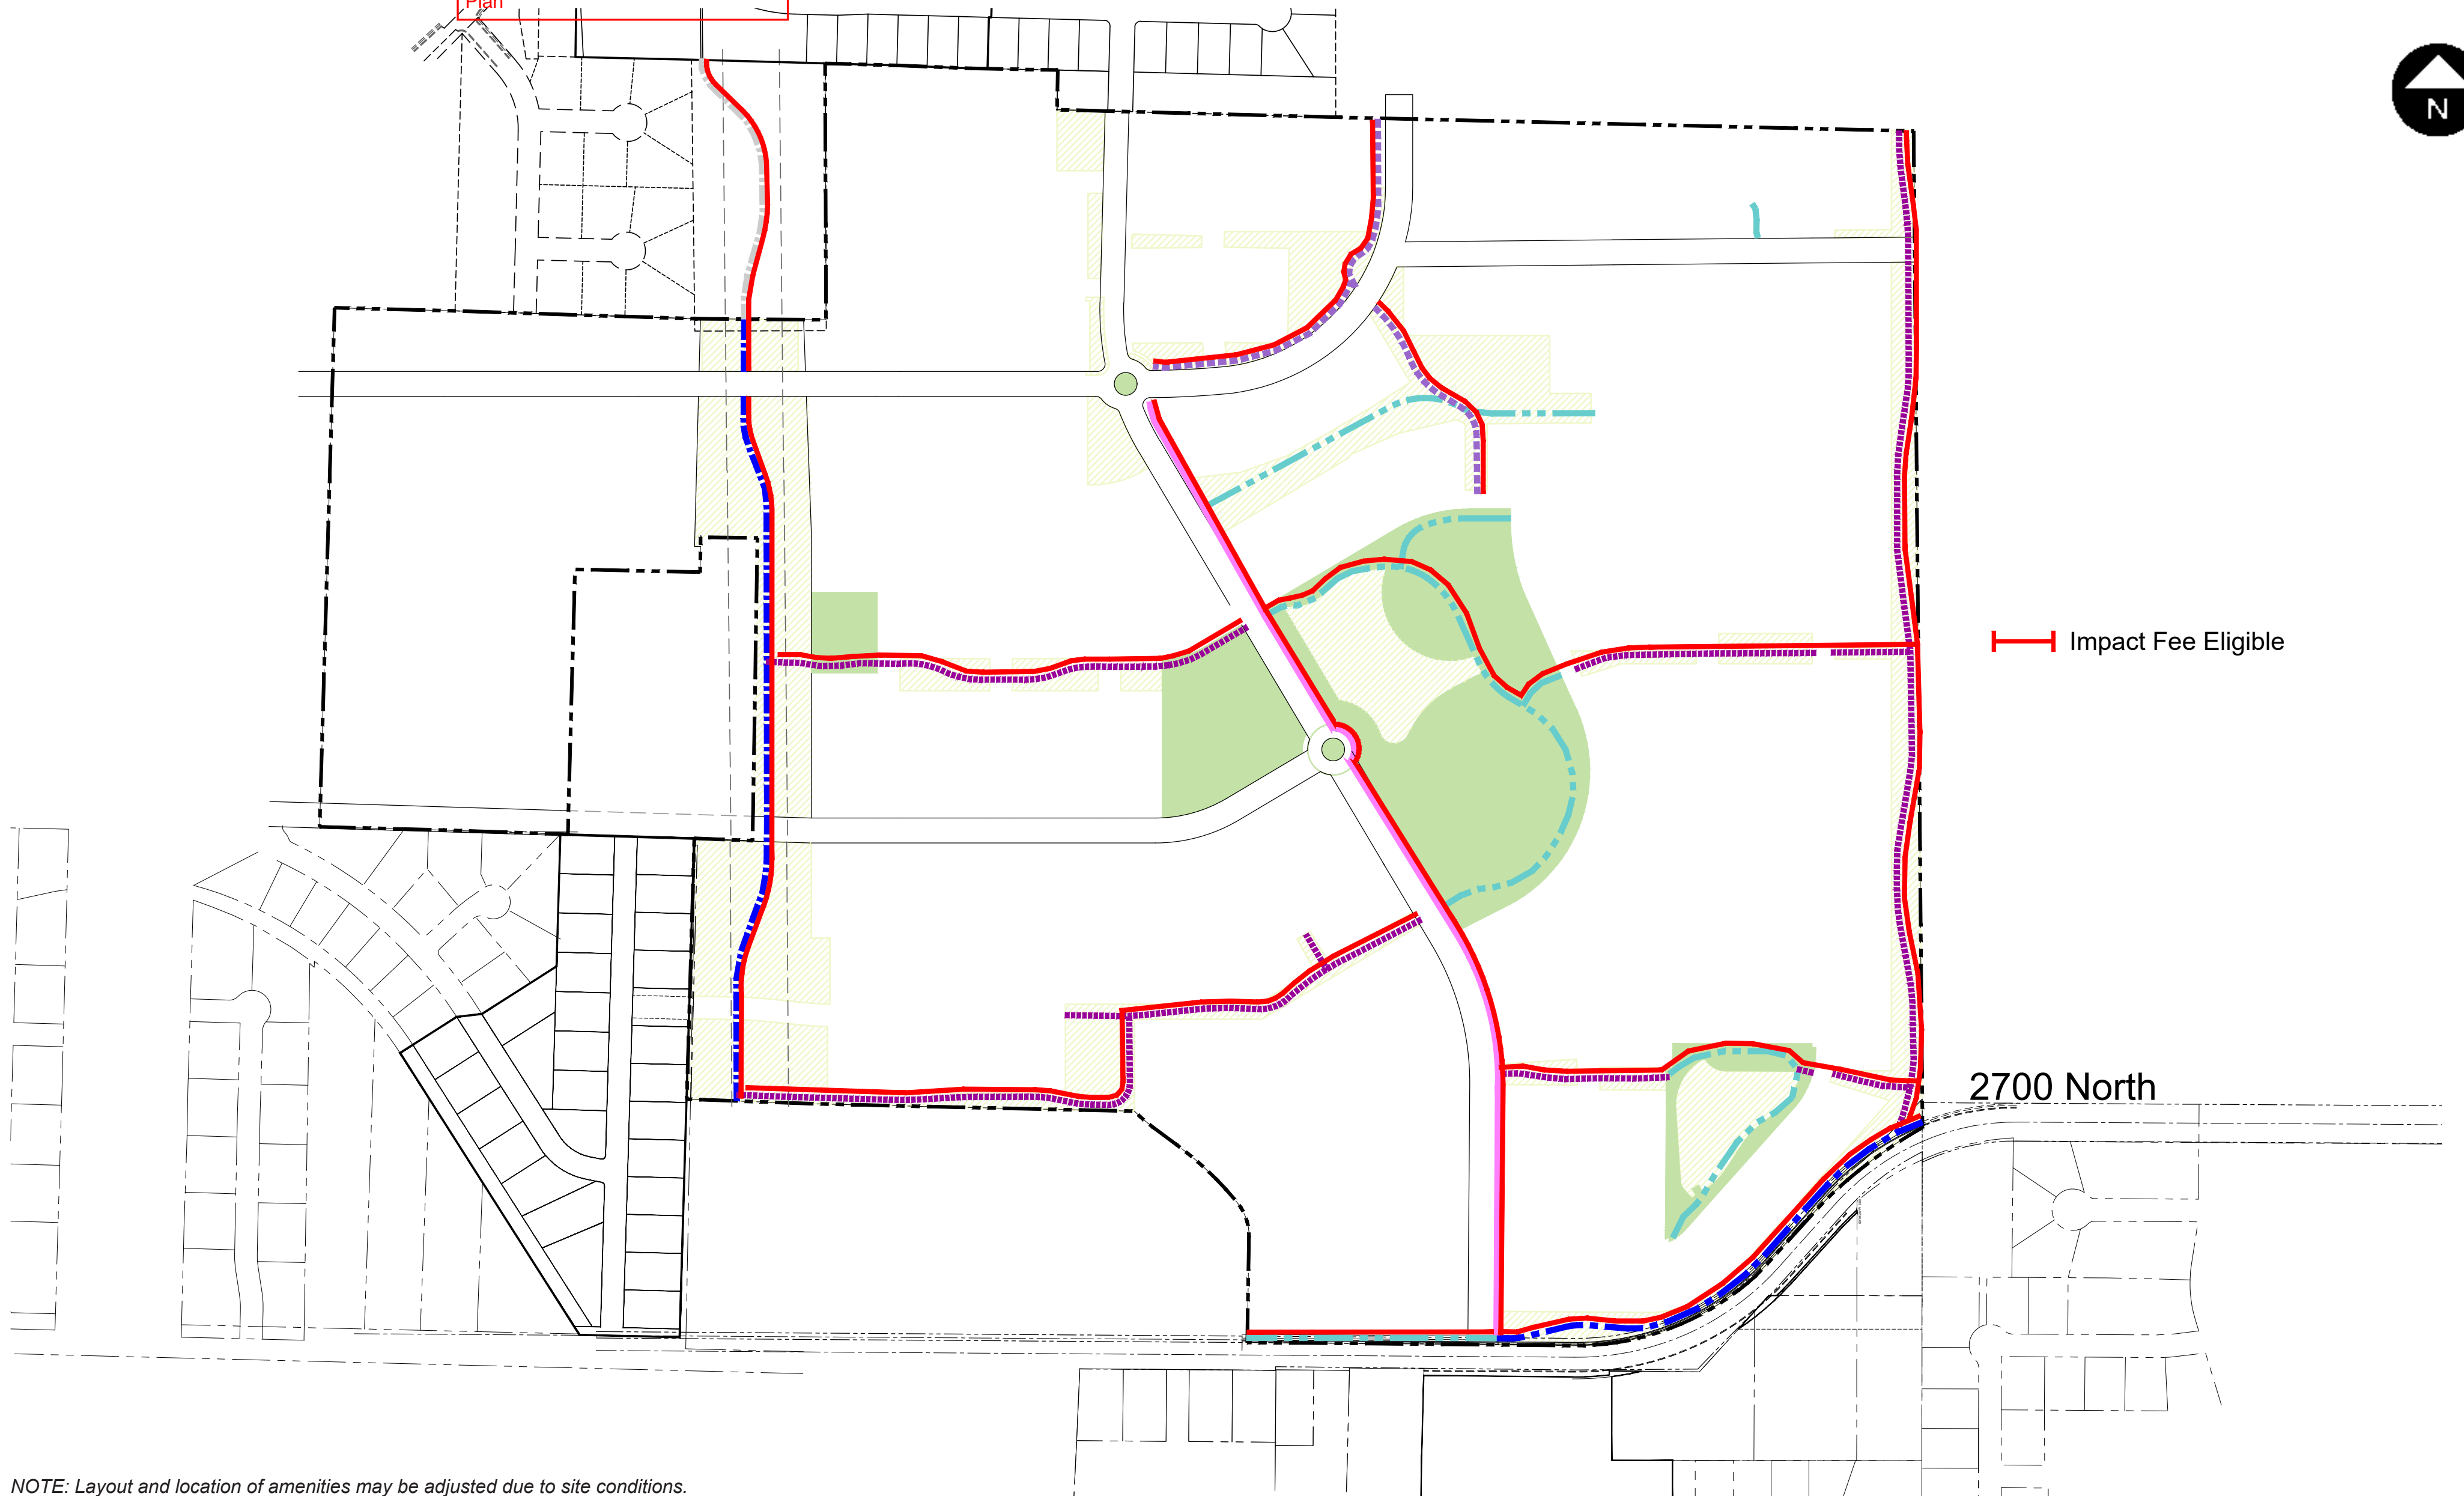 Plan
N
Impact Fee Eligible
2700 North
NOTE: Layout and location of amenities may be adjusted due to site conditions.